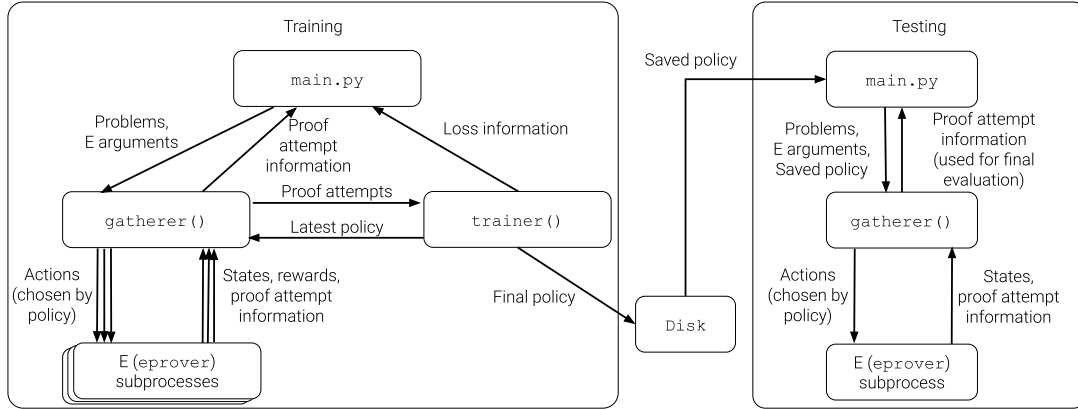 Training
main.py
Problems,
E arguments
Proof
attempt
information
Loss information
Proof attempts
gatherer()
trainer()
Latest policy
Actions
(chosen by
policy)
States, rewards,
proof attempt
information
Final policy
E (eprover)
subprocesses
Saved policy
Disk
Testing
main.py
Problems,
E arguments,
Saved policy
Proof attempt
information
(used for final
evaluation)
gatherer()
Actions
(chosen by
policy)
States,
proof attempt
information
E (eprover)
subprocess